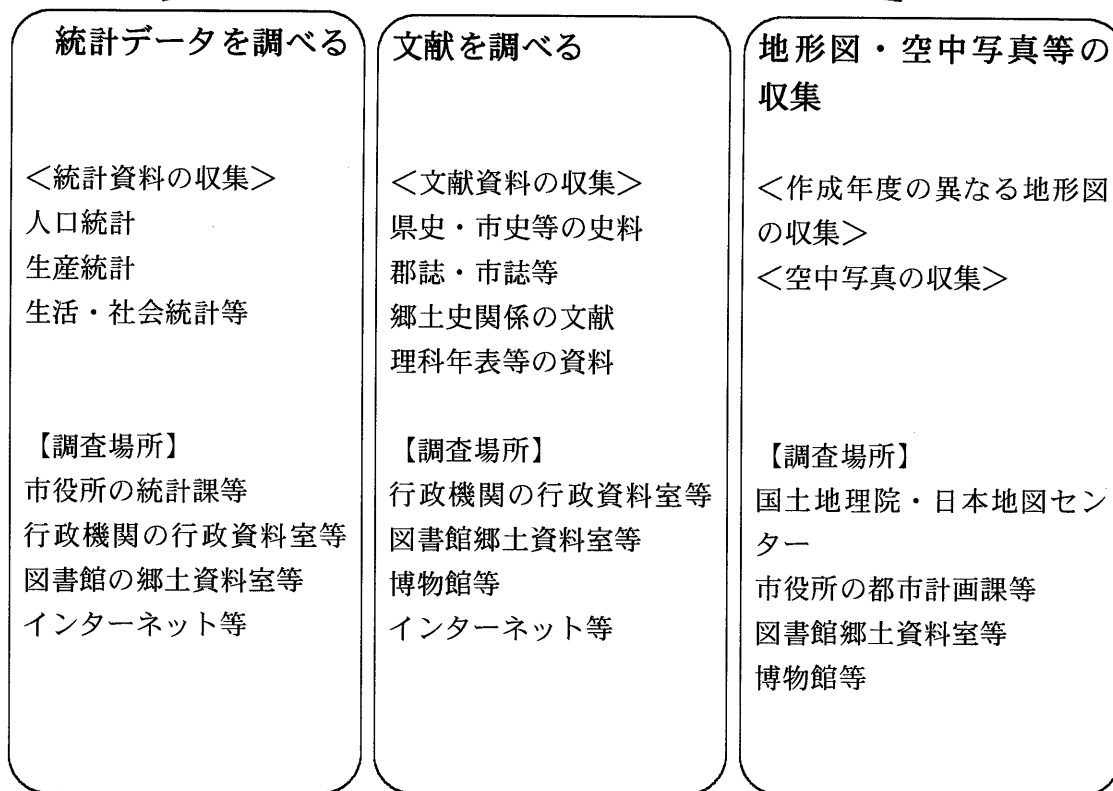 統計データを調べる
<統計資料の収集>
人口統計
生産統計
生活・社会統計等
【調査場所】
市役所の統計課等
行政機関の行政資料室等
図書館の郷土資料室等
インターネット等
文献を調べる
<文献資料の収集>
県史・市史等の史料
郡誌・市誌等
郷土史関係の文献
理科年表等の資料
【調査場所】
行政機関の行政資料室等
図書館郷土資料室等
博物館等
インターネット等
地形図・空中写真等の
収集
<作成年度の異なる地形図
の収集>
<空中写真の収集>
【調査場所】
国土地理院・日本地図セン
ター
市役所の都市計画課等
図書館郷土資料室等
博物館等